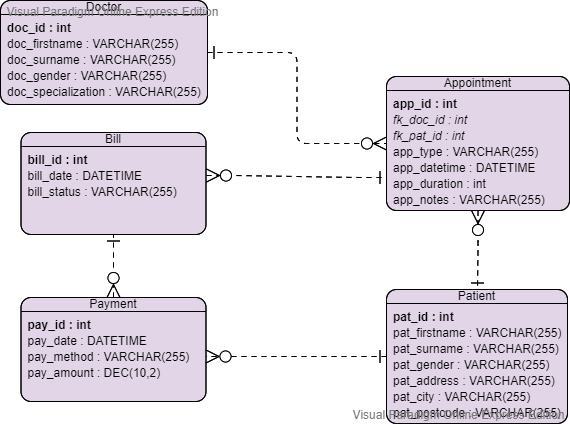 Visual Paradigm Online Express Edition
Doctor
doc_id : int
doc_firstname : VARCHAR(255)
doc_surname : VARCHAR(255)
doc_gender : VARCHAR(255)
doc_specialization : VARCHAR(255)
Appointment
app_id : int
fk_doc_id : int
fk_pat_id : int
app_type : VARCHAR(255)
app_datetime : DATETIME
app_duration : int
app_notes : VARCHAR(255)
Bill
bill_id : int
bill_date : DATETIME
bill_status : VARCHAR(255)
Payment
pay_id : int
pay_date : DATETIME
pay_method : VARCHAR(255)
pay_amount : DEC(10,2)
Patient
pat_id : int
pat_firstname : VARCHAR(255)
pat_surname : VARCHAR(255)
pat_gender : VARCHAR(255)
pat_address : VARCHAR(255)
pat_city : VARCHAR(255)
pat_postcode : VARCHAR(255)
Visual Paradigm Online Express Edition